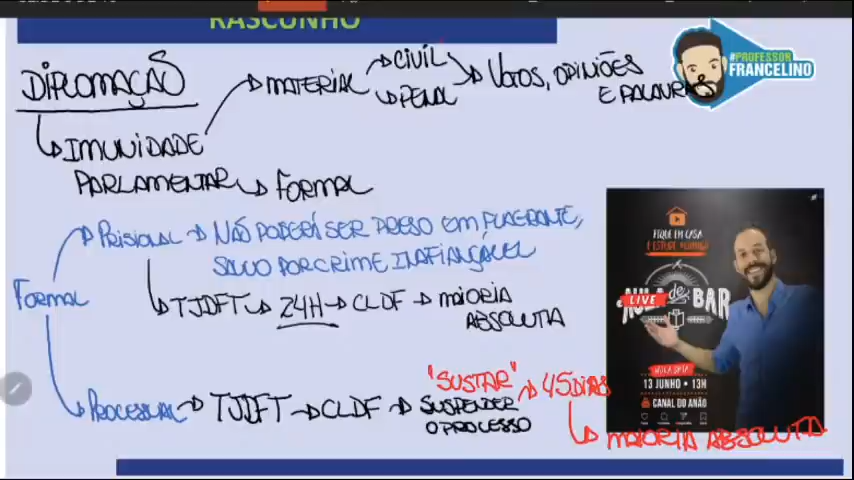 RASCUNHO
#PROFESSOR
FRANCELINO
DIPLOMAÇÃO
MATERIAL
CIVIL
PENAL
VOTOS, OPINIÕES
E PALAVRAS
IMUNIDADE
PARLAMENTAR
FORMAL
FORMAL
PRISIONAL
NÃO PODERÁ SER PRESO EM FLAGRANTE,
SALVO POR CRIME INAFIANÇÁVEL
TJDFT
24H
CLDF
MAIORIA
ABSOLUTA
PROCESSUAL
TJDFT
CLDF
"SUSTAR"
SUSPENDER
O PROCESSO
45 DIAS
MAIORIA ABSOLUTA
FIQUE EM CASA
AULA de BAR
LIVE
13 JUNHO • 13H
CANAL DO ANÃO